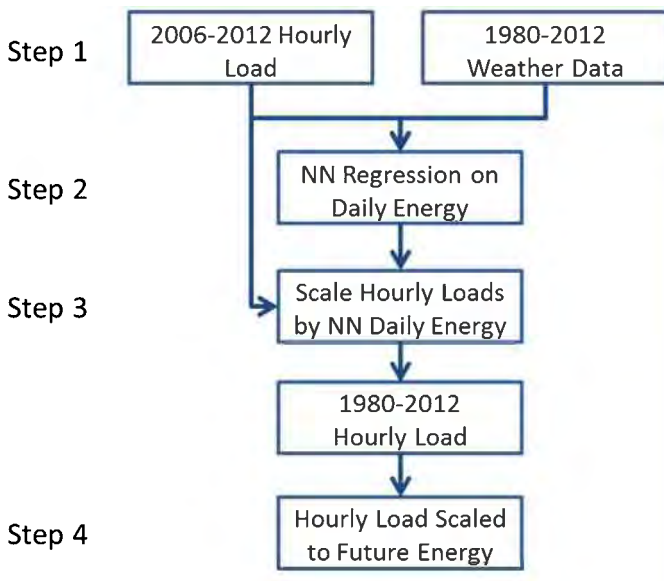 Step 1
2006-2012 Hourly
Load
1980-2012
Weather Data
Step 2
NN Regression on
Daily Energy
Step 3
Scale Hourly Loads
by NN Daily Energy
1980-2012
Hourly Load
Step 4
Hourly Load Scaled
to Future Energy